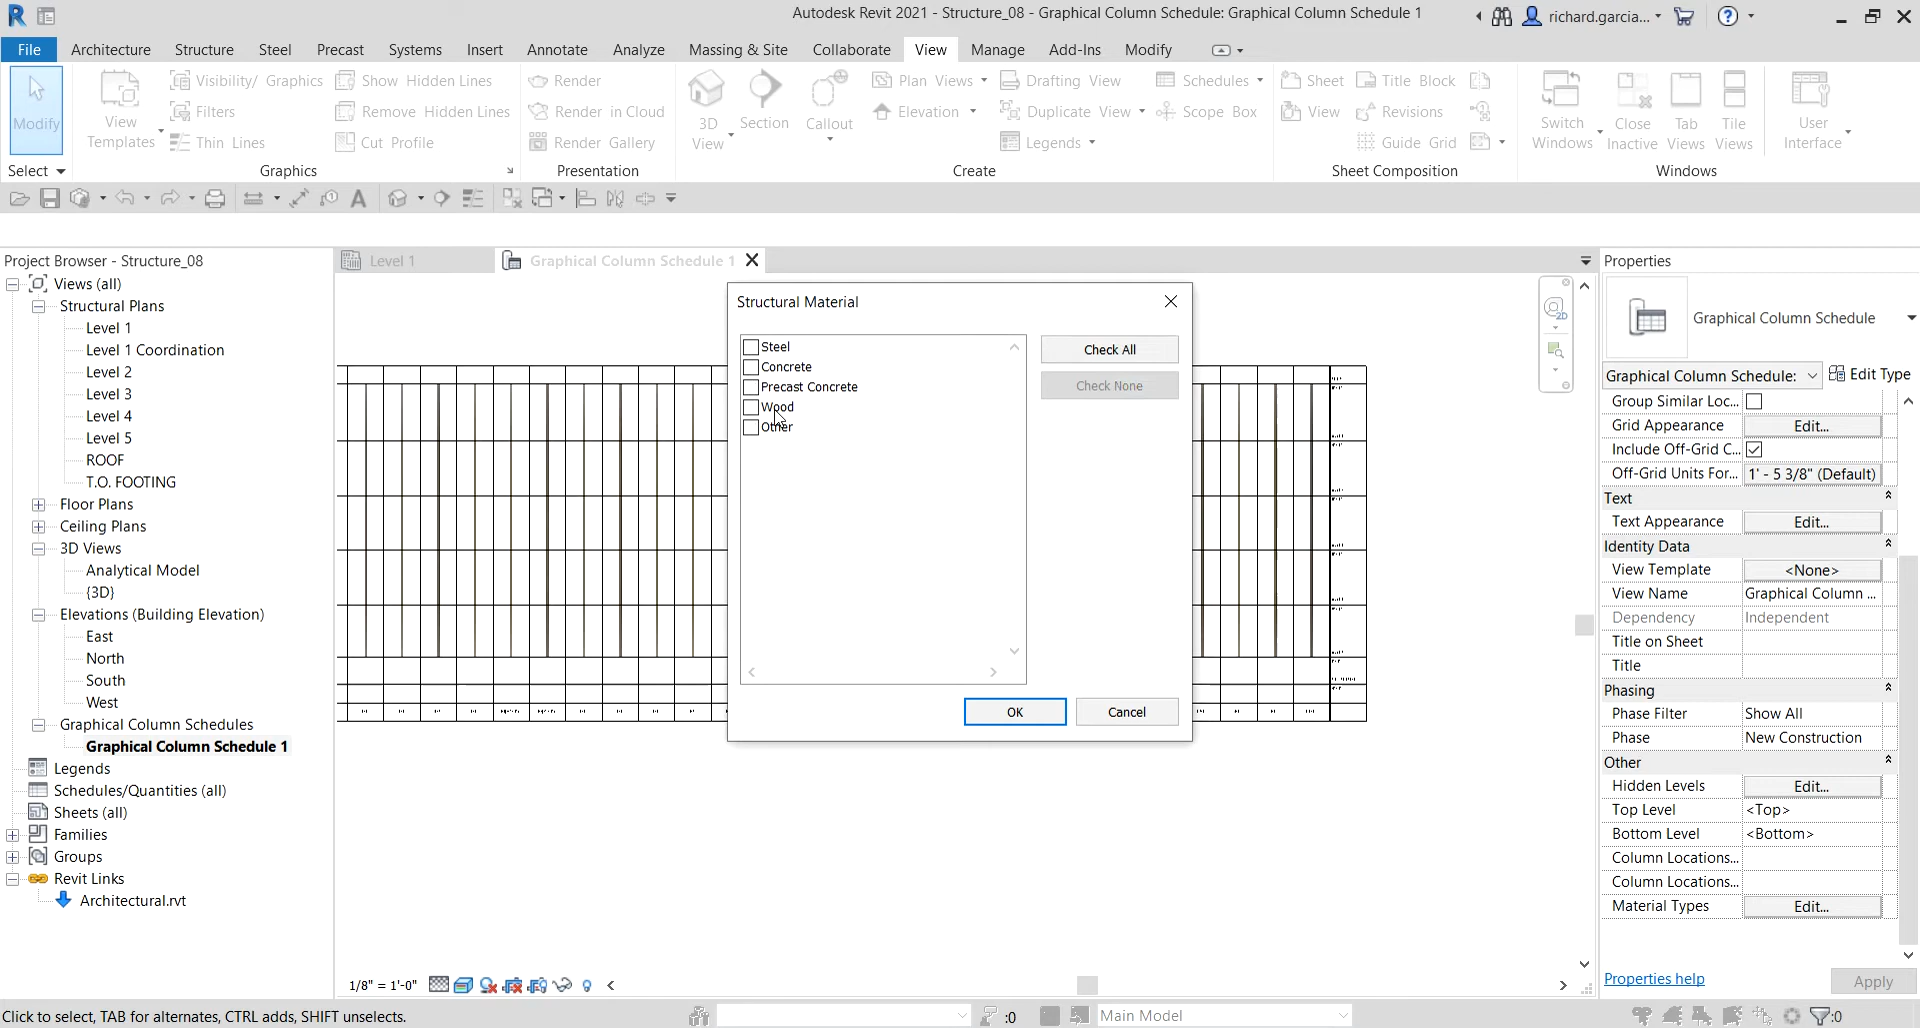 Autodesk Revit 2021 - Structure_08 - Graphical Column Schedule: Graphical Column Schedule 1
richard.garcia...
File Architecture Structure Steel Precast Systems Insert Annotate Analyze Massing & Site Collaborate View Manage Add-Ins Modify
Modify
View Templates
Visibility/ Graphics
Filters
Thin Lines
Show Hidden Lines
Remove Hidden Lines
Cut Profile
Render
Render in Cloud
Render Gallery
3D View
Section
Callout
Plan Views
Elevation
Drafting View
Duplicate View
Legends
Schedules
Scope Box
Sheet
View
Title Block
Revisions
Guide Grid
Switch Windows
Close Inactive
Tab Views
Tile Views
User Interface
Select Graphics Presentation Create Sheet Composition Windows
Project Browser - Structure_08
Views (all)
Structural Plans
Level 1
Level 1 Coordination
Level 2
Level 3
Level 4
Level 5
ROOF
T.O. FOOTING
Floor Plans
Ceiling Plans
3D Views
Analytical Model
{3D}
Elevations (Building Elevation)
East
North
South
West
Graphical Column Schedules
Graphical Column Schedule 1
Legends
Schedules/Quantities (all)
Sheets (all)
Families
Groups
Revit Links
Architectural.rvt
Level 1
Graphical Column Schedule 1
Structural Material
Steel
Concrete
Precast Concrete
Wood
Other
Check All
Check None
OK
Cancel
2D
1/8" = 1'-0"
Properties
Graphical Column Schedule
Graphical Column Schedule: Edit Type
Group Similar Loc...
Grid Appearance Edit...
Include Off-Grid C...
Off-Grid Units For... 1' - 5 3/8" (Default)
Text
Text Appearance Edit...
Identity Data
View Template <None>
View Name Graphical Column ...
Dependency Independent
Title on Sheet
Title
Phasing
Phase Filter Show All
Phase New Construction
Other
Hidden Levels Edit...
Top Level <Top>
Bottom Level <Bottom>
Column Locations...
Column Locations...
Material Types Edit...
Properties help
Apply
Click to select, TAB for alternates, CTRL adds, SHIFT unselects.
:0
Main Model
:0